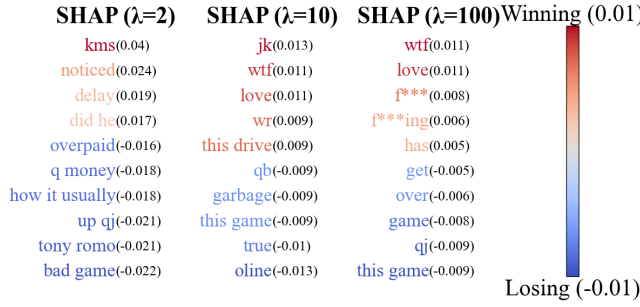 SHAP (λ=2) SHAP (λ=10) SHAP (λ=100) Winning (0.01)
kms(0.04) jk(0.013) wtf(0.011)
noticed(0.024) wtf(0.011) love(0.011)
delay(0.019) love(0.011) f***(0.008)
did he(0.017) wr(0.009) f***ing(0.006)
overpaid(-0.016) this drive(0.009) has(0.005)
q money(-0.018) qb(-0.009) get(-0.005)
how it usually(-0.018) garbage(-0.009) over(-0.006)
up qj(-0.021) this game(-0.009) game(-0.008)
tony romo(-0.021) true(-0.01) qj(-0.009)
bad game(-0.022) oline(-0.013) this game(-0.009)
Losing (-0.01)